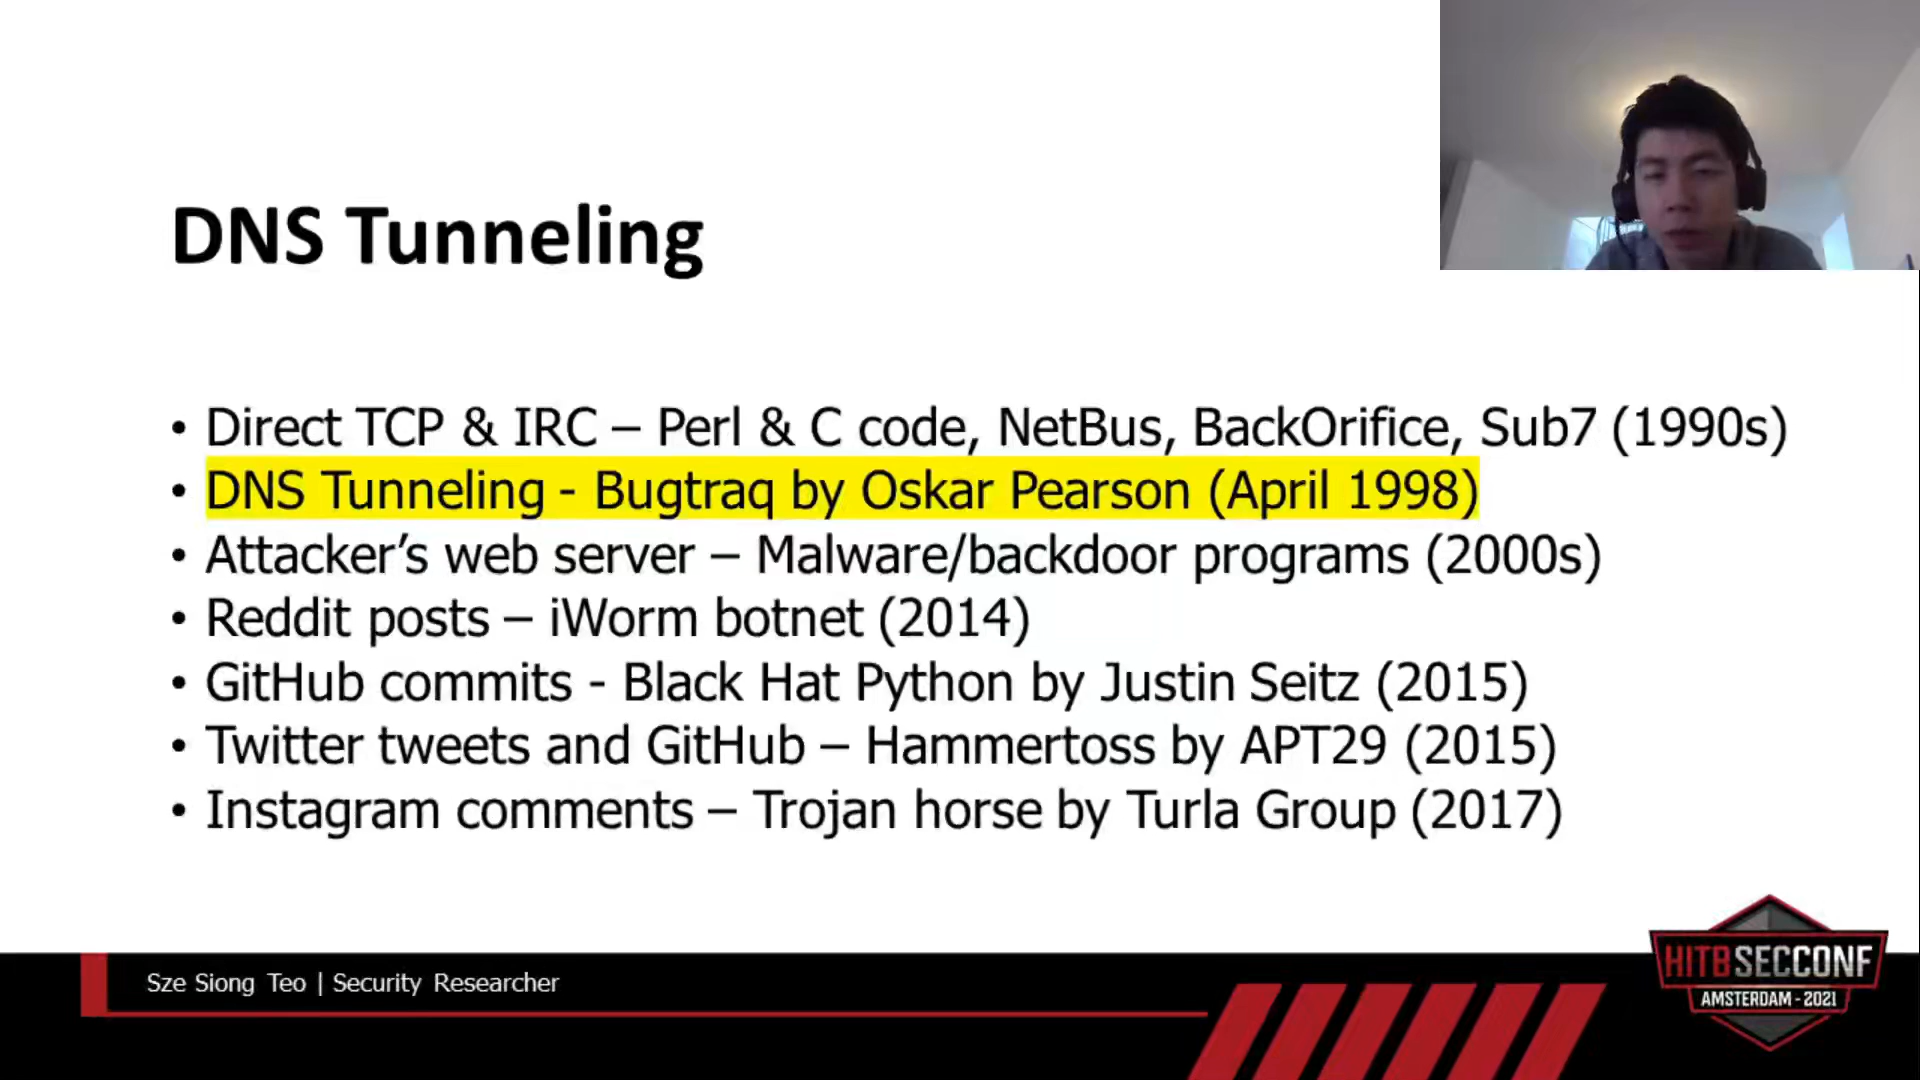 DNS Tunneling
• Direct TCP & IRC – Perl & C code, NetBus, BackOrifice, Sub7 (1990s)
• DNS Tunneling - Bugtraq by Oskar Pearson (April 1998)
• Attacker’s web server – Malware/backdoor programs (2000s)
• Reddit posts – iWorm botnet (2014)
• GitHub commits - Black Hat Python by Justin Seitz (2015)
• Twitter tweets and GitHub – Hammertoss by APT29 (2015)
• Instagram comments – Trojan horse by Turla Group (2017)
Sze Siong Teo | Security Researcher
HITBSECCONF
AMSTERDAM - 2021